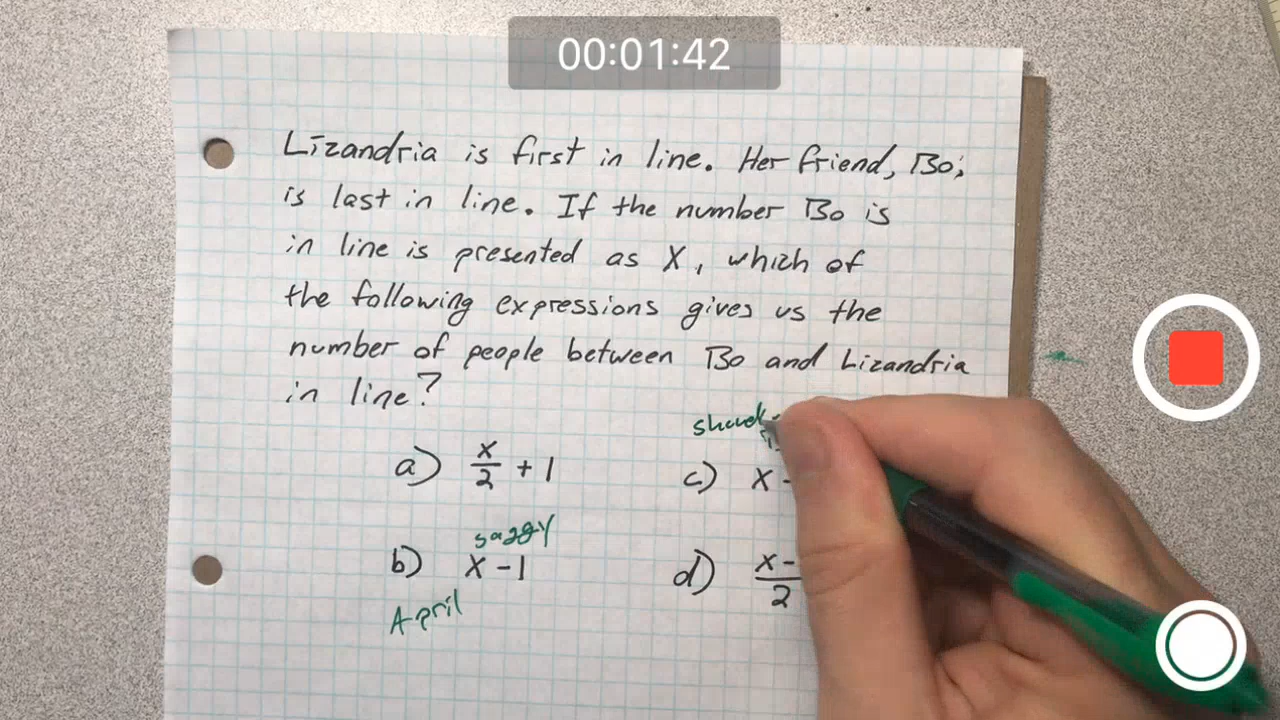 00:01:42
Lizandria is first in line. Her friend, Bo,
is last in line. If the number Bo is
in line is presented as X, which of
the following expressions gives us the
number of people between Bo and Lizandria
in line?
a) x/2 + 1
c) x -
saggy
b) x - 1
d) x-/2
April